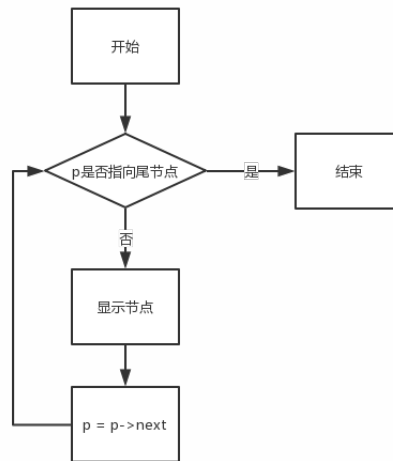 开始
p是否指向尾节点
是
结束
否
显示节点
p = p->next